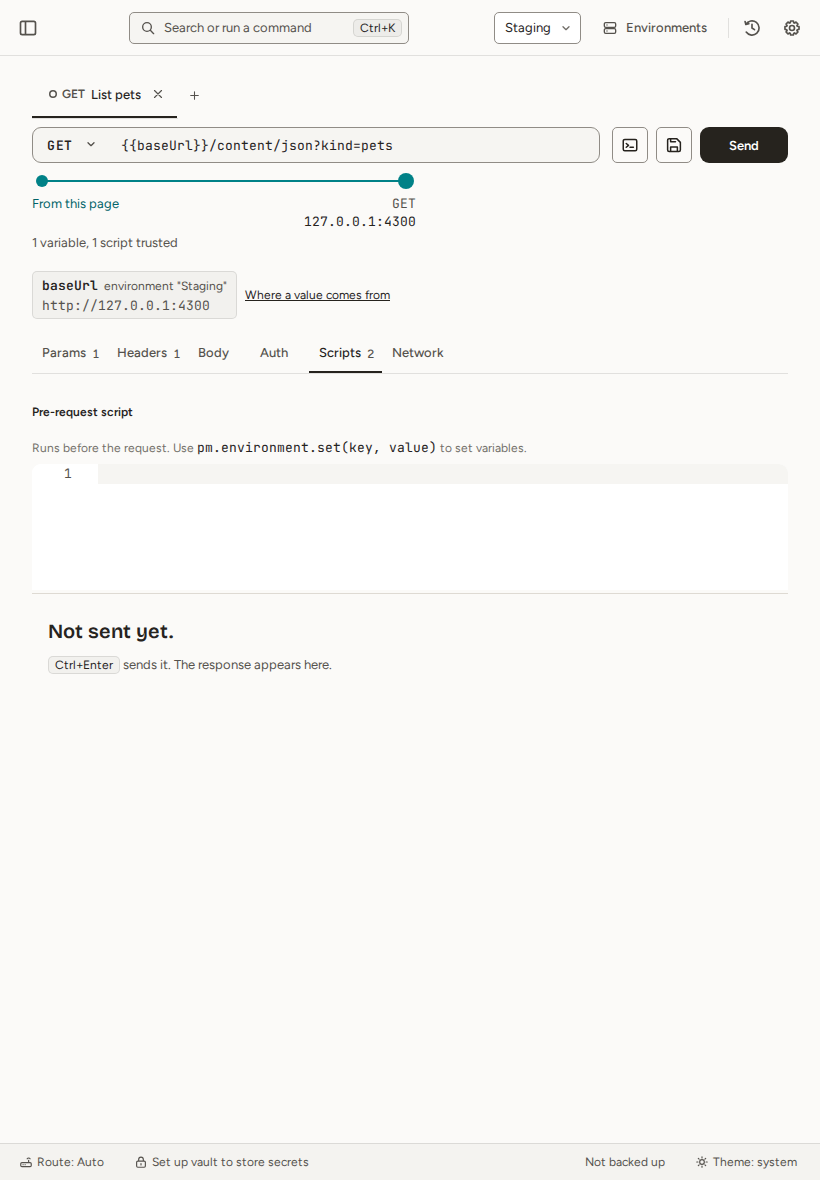 Search or run a command Ctrl+K Staging Environments
GET List pets
GET {{baseUrl}}/content/json?kind=pets Send
From this page GET
127.0.0.1:4300
1 variable, 1 script trusted
baseUrl environment "Staging"
http://127.0.0.1:4300
Where a value comes from
Params 1 Headers 1 Body Auth Scripts 2 Network
Pre-request script
Runs before the request. Use pm.environment.set(key, value) to set variables.
1
Not sent yet.
Ctrl+Enter sends it. The response appears here.
Route: Auto Set up vault to store secrets Not backed up Theme: system